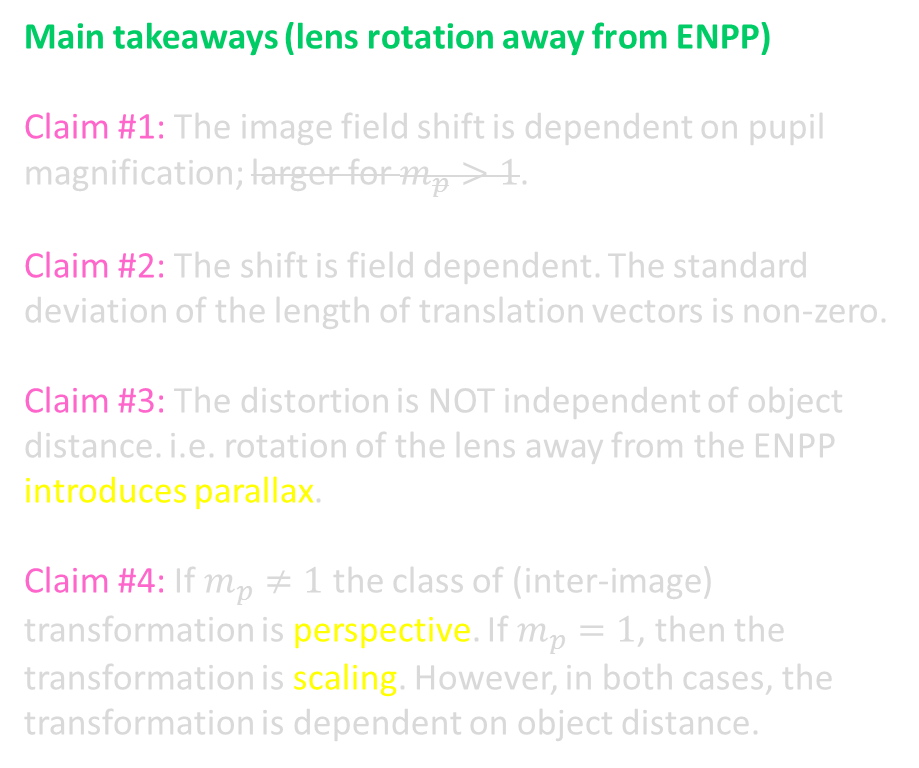 Main takeaways (lens rotation away from ENPP)
Claim #1: The image field shift is dependent on pupil
magnification; larger for m_p > 1.
Claim #2: The shift is field dependent. The standard
deviation of the length of translation vectors is non-zero.
Claim #3: The distortion is NOT independent of object
distance. i.e. rotation of the lens away from the ENPP
introduces parallax.
Claim #4: If m_p ≠ 1 the class of (inter-image)
transformation is perspective. If m_p = 1, then the
transformation is scaling. However, in both cases, the
transformation is dependent on object distance.